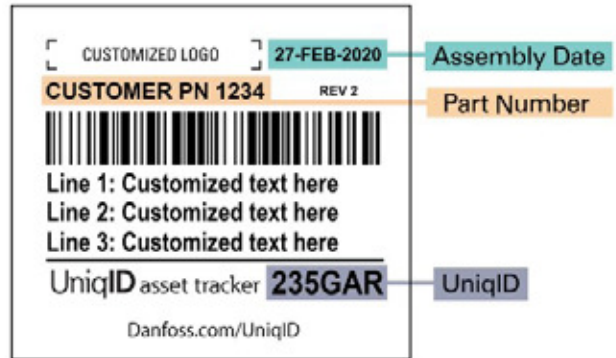 CUSTOMIZED LOGO 27-FEB-2020 Assembly Date
CUSTOMER PN 1234 REV 2 Part Number
Line 1: Customized text here
Line 2: Customized text here
Line 3: Customized text here
UniqID asset tracker 235GAR UniqID
Danfoss.com/UniqID